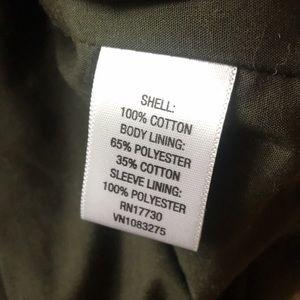 SHELL:
100% COTTON
BODY LINING:
65% POLYESTER
35% COTTON
SLEEVE LINING:
100% POLYESTER
RN17730
VN1083275